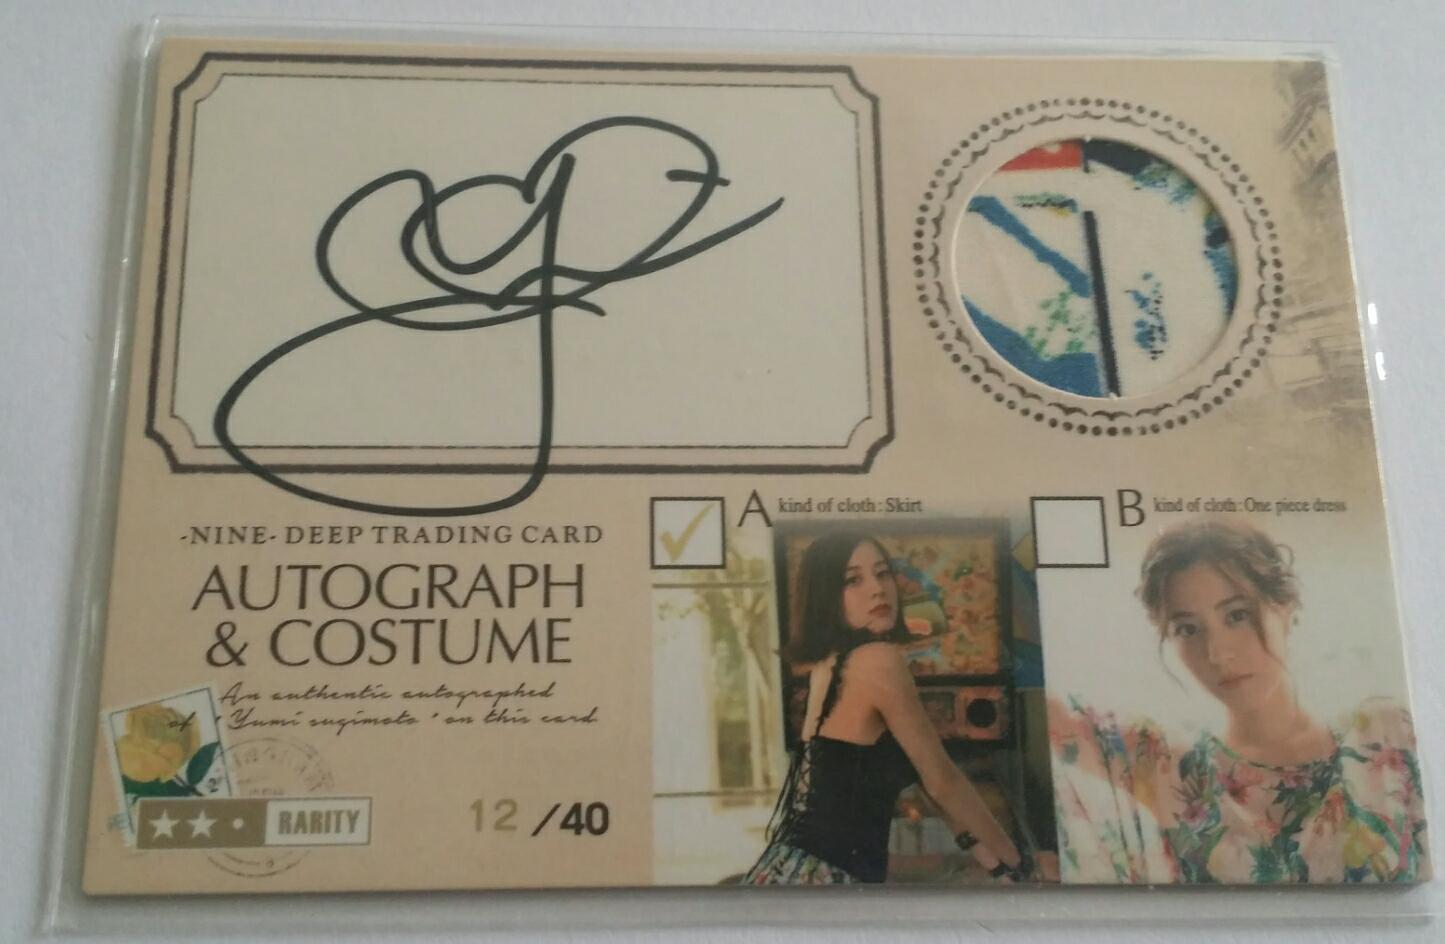 -NINE- DEEP TRADING CARD
AUTOGRAPH
& COSTUME
An authentic autographed
of 'Yumi sugimoto' on this card.
RARITY
12 /40
A kind of cloth : Skirt
B kind of cloth : One piece dress